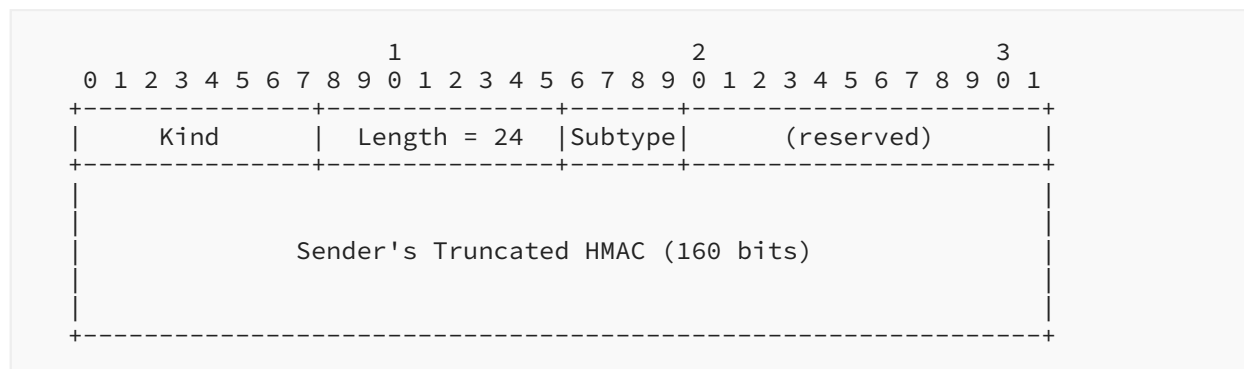 1                   2                   3
 0 1 2 3 4 5 6 7 8 9 0 1 2 3 4 5 6 7 8 9 0 1 2 3 4 5 6 7 8 9 0 1
+---------------+---------------+-------+-----------------------+
|     Kind      |  Length = 24  |Subtype|      (reserved)       |
+---------------+---------------+-------+-----------------------+
|                                                               |
|                                                               |
|              Sender's Truncated HMAC (160 bits)               |
|                                                               |
|                                                               |
+---------------------------------------------------------------+